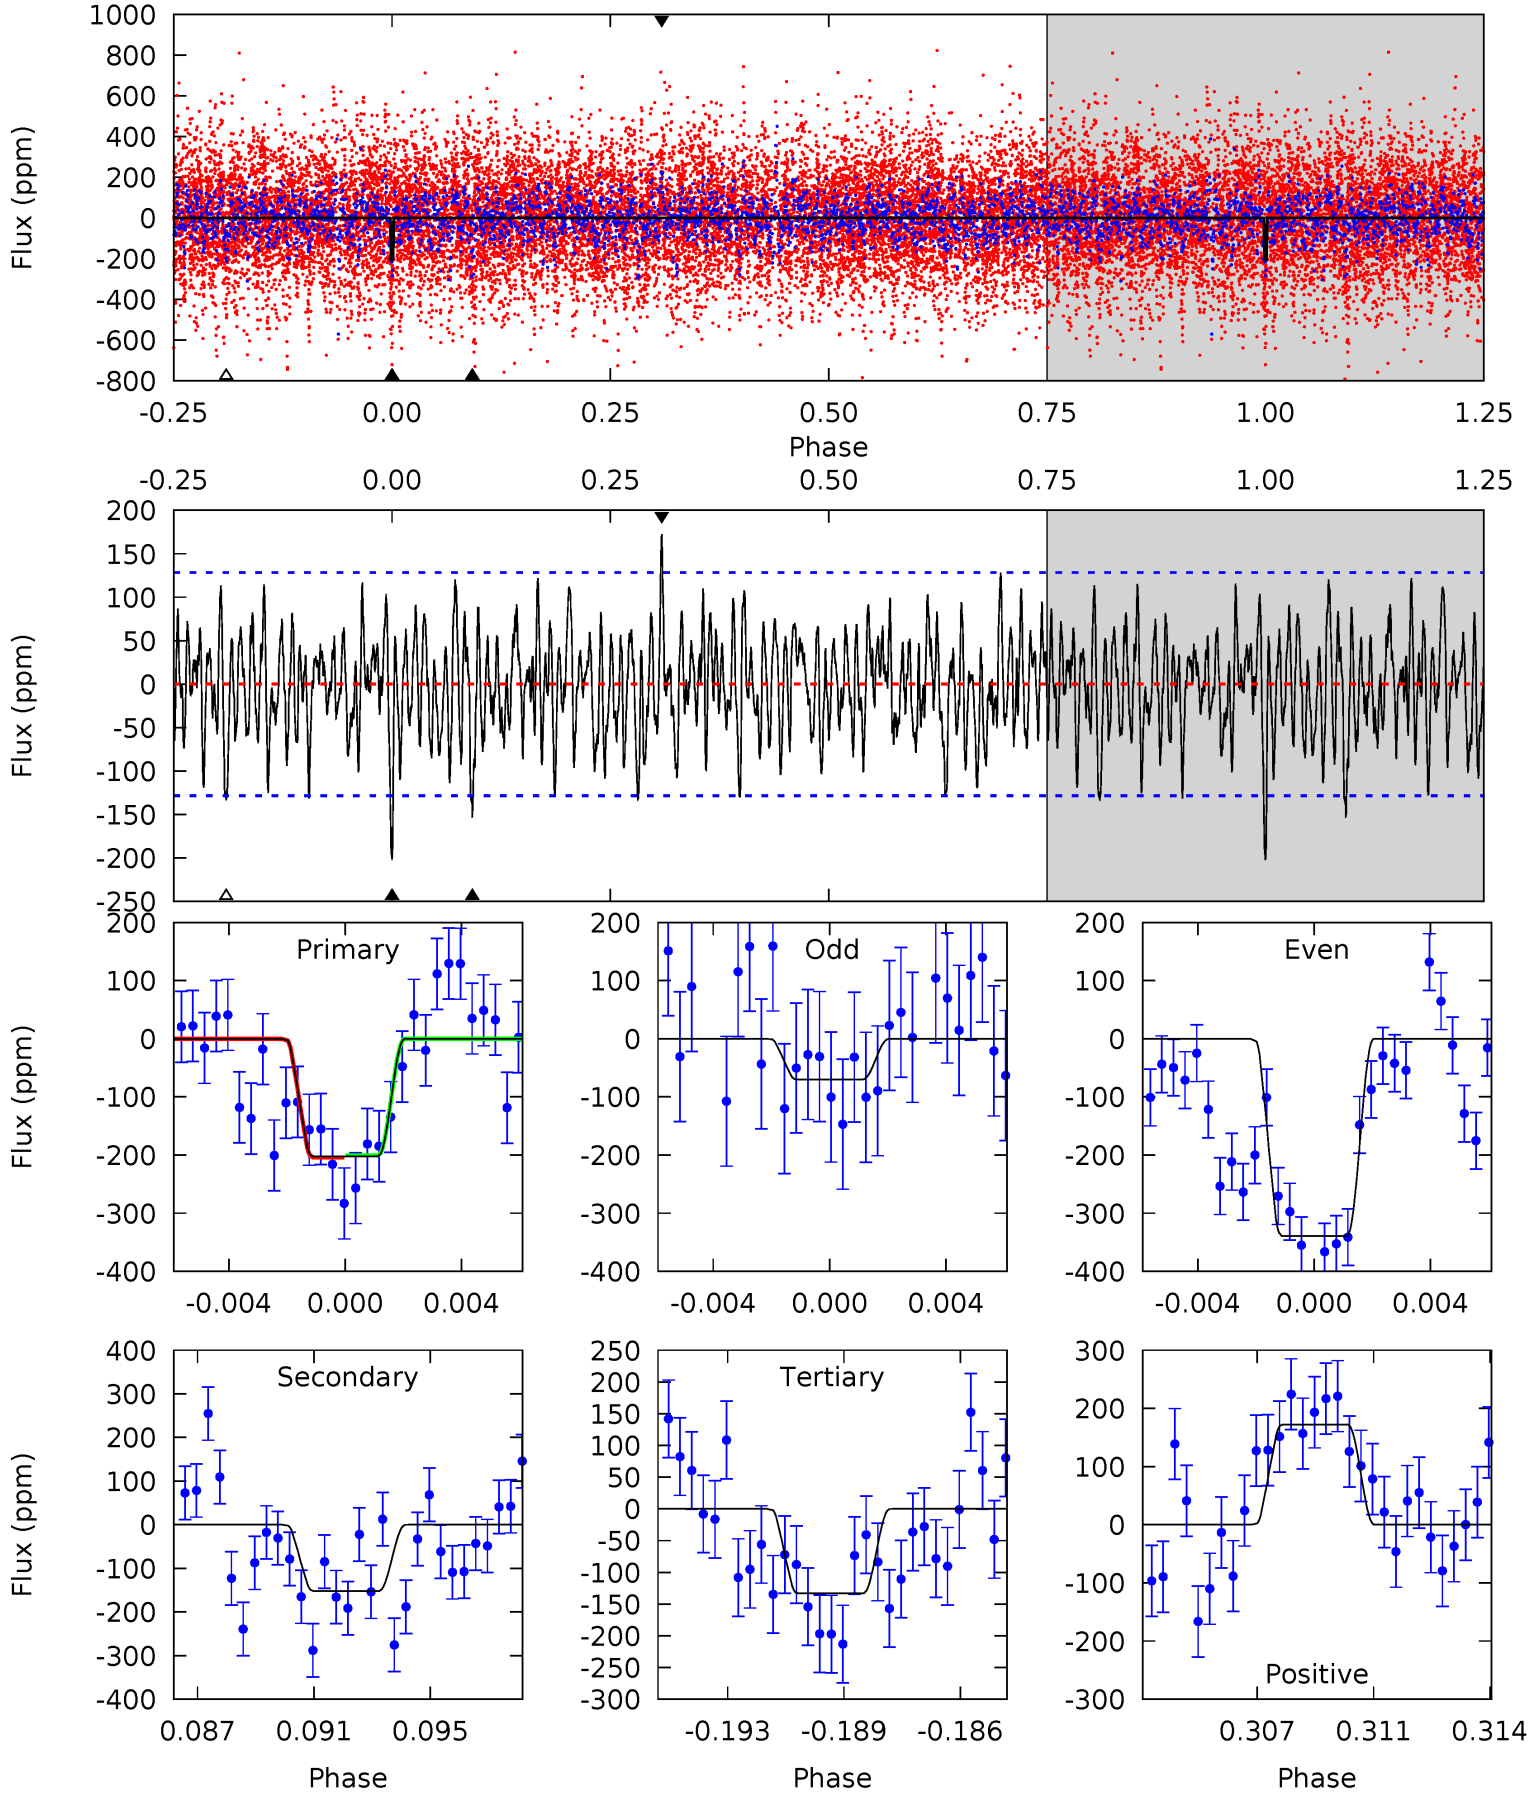 1000
800
600
400
200
0
-200
-400
-600
-800
Flux (ppm)
-0.25 0.00 0.25 0.50 0.75 1.00 1.25
Phase
-0.25 0.00 0.25 0.50 0.75 1.00 1.25
200
150
100
50
0
-50
-100
-150
-200
-250
Flux (ppm)
Primary Odd Even
200 200 200
100 100 100
0 0 0
-100 -100 -100
-200 -200 -200
-300 -300 -300
-400 -400 -400
Flux (ppm)
-0.004 0.000 0.004 -0.004 0.000 0.004 -0.004 0.000 0.004
Secondary Tertiary
400
300
200
100
0
-100
-200
-300
-400
Flux (ppm)
250
200
150
100
50
0
-50
-100
-150
-200
-250
-300
300
200
100
0
-100
-200
-300
Positive
0.087 0.091 0.095 -0.193 -0.189 -0.186 0.307 0.311 0.314
Phase Phase Phase